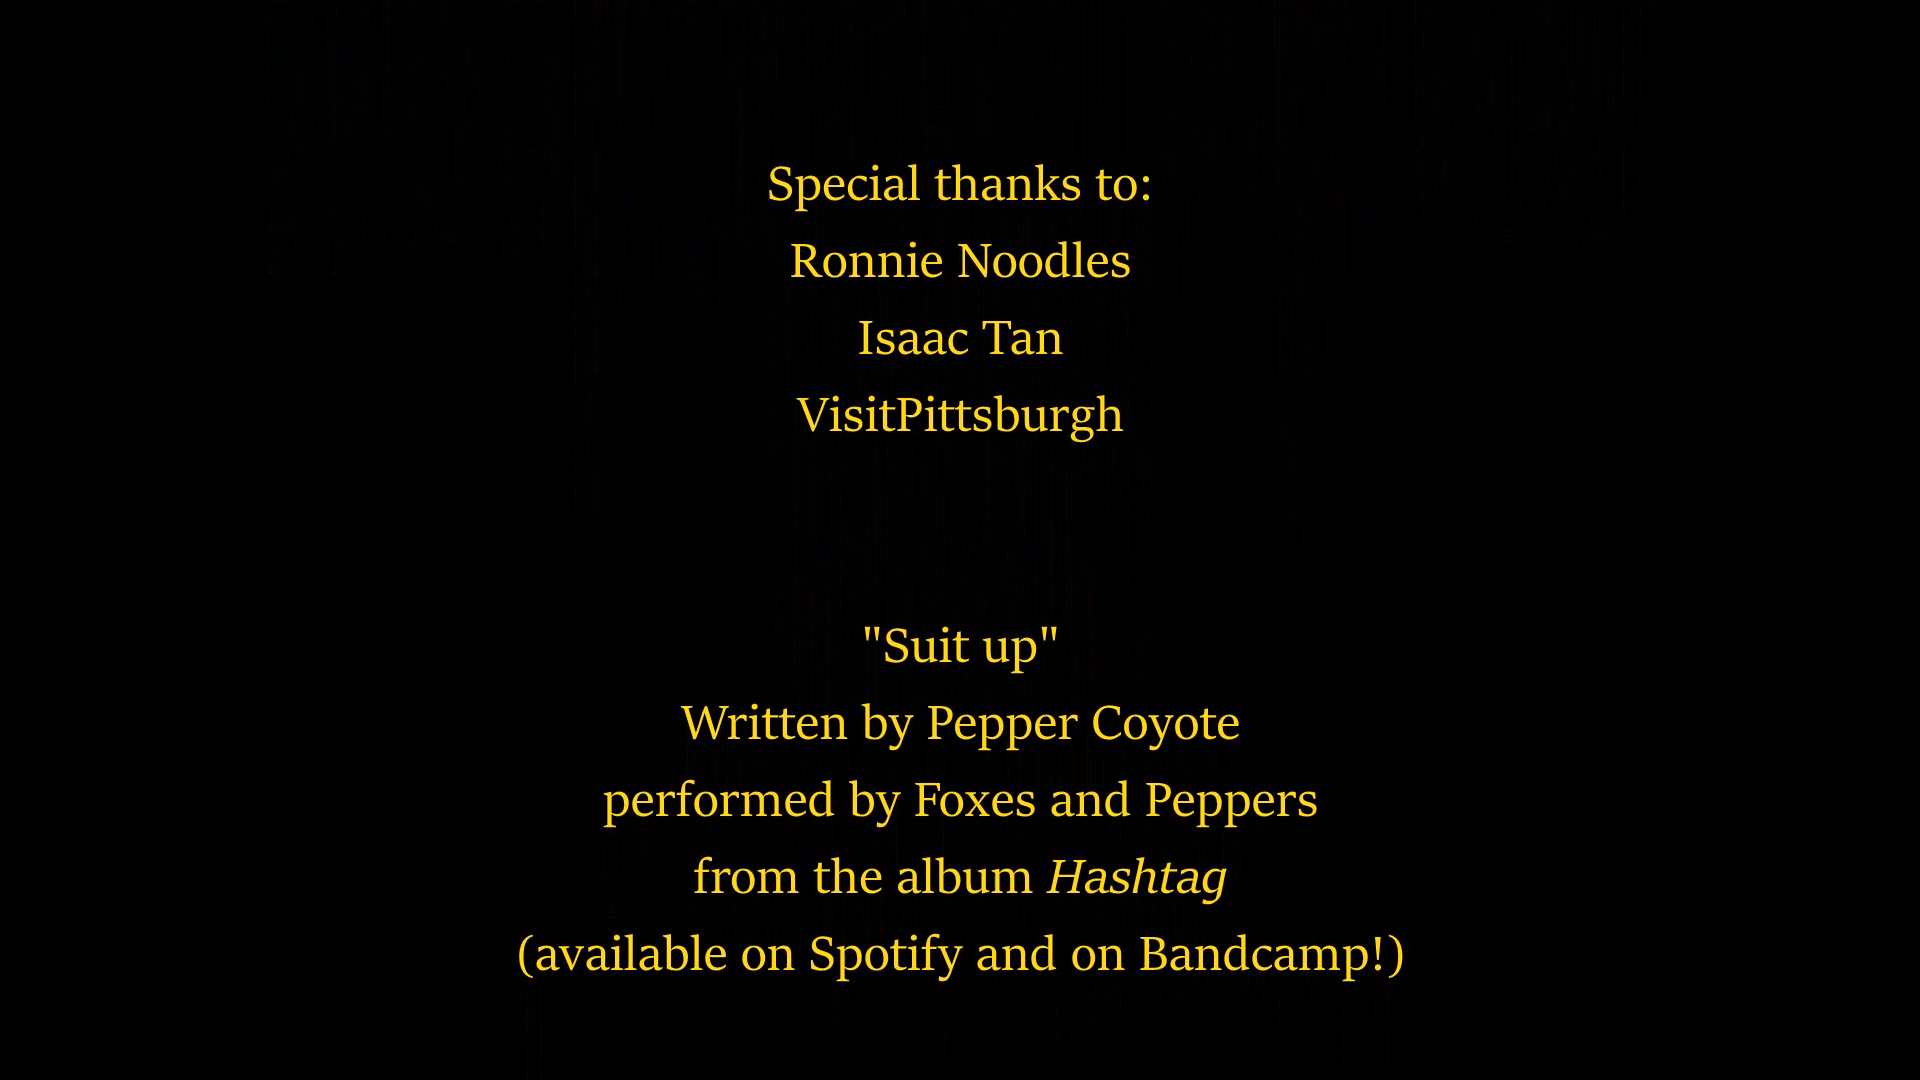 Special thanks to:
Ronnie Noodles
Isaac Tan
VisitPittsburgh
"Suit up"
Written by Pepper Coyote
performed by Foxes and Peppers
from the album Hashtag
(available on Spotify and on Bandcamp!)